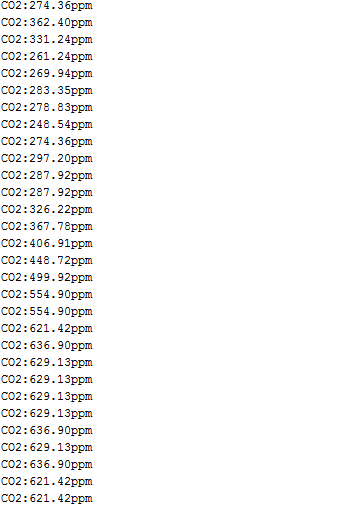 CO2:274.36ppm
CO2:362.40ppm
CO2:331.24ppm
CO2:261.24ppm
CO2:269.94ppm
CO2:283.35ppm
CO2:278.83ppm
CO2:248.54ppm
CO2:274.36ppm
CO2:297.20ppm
CO2:287.92ppm
CO2:287.92ppm
CO2:326.22ppm
CO2:367.78ppm
CO2:406.91ppm
CO2:448.72ppm
CO2:499.92ppm
CO2:554.90ppm
CO2:554.90ppm
CO2:621.42ppm
CO2:636.90ppm
CO2:629.13ppm
CO2:629.13ppm
CO2:629.13ppm
CO2:629.13ppm
CO2:636.90ppm
CO2:629.13ppm
CO2:636.90ppm
CO2:621.42ppm
CO2:621.42ppm